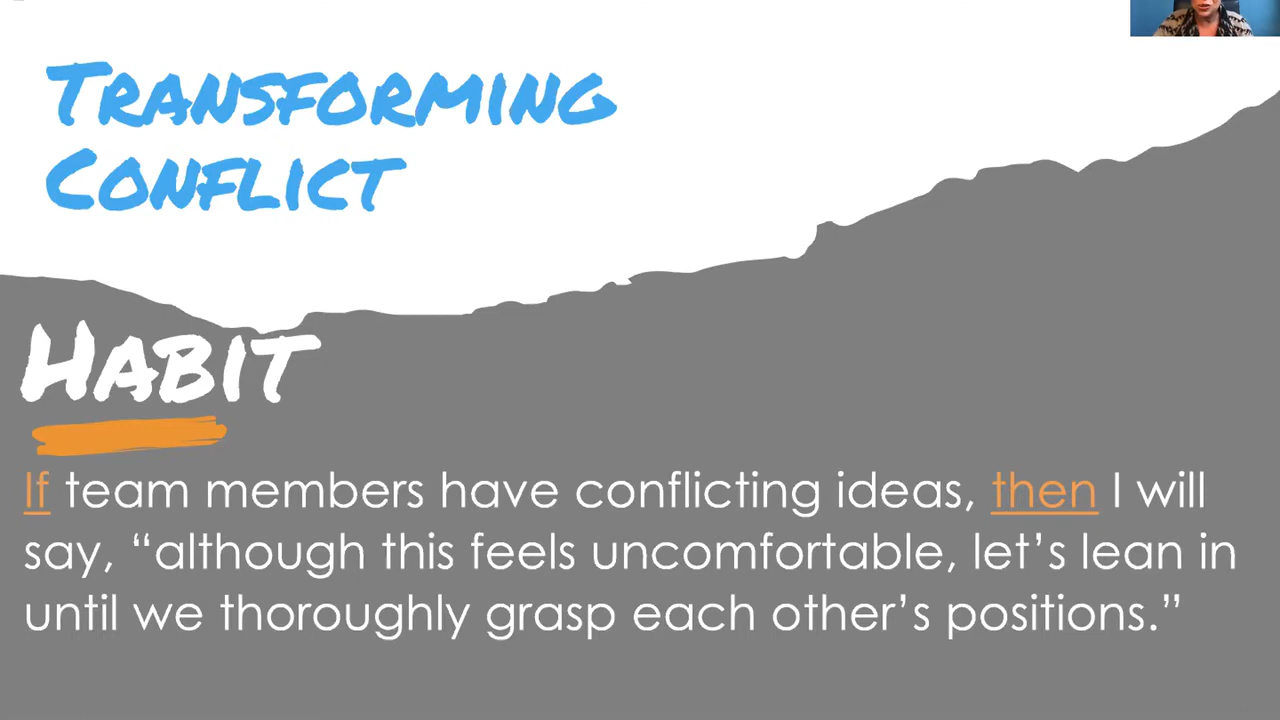 Transforming
Conflict
Habit
If team members have conflicting ideas, then I will
say, “although this feels uncomfortable, let’s lean in
until we thoroughly grasp each other’s positions.”